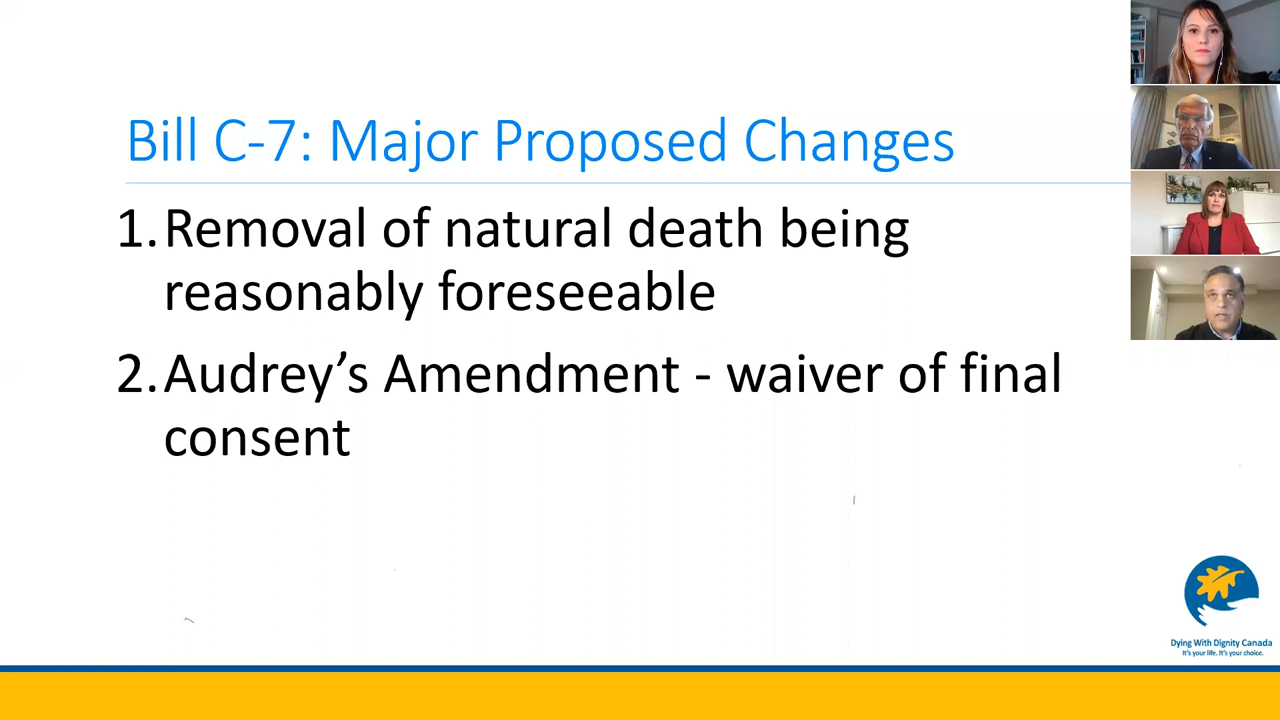 Bill C-7: Major Proposed Changes
1. Removal of natural death being
reasonably foreseeable
2. Audrey’s Amendment - waiver of final
consent
Dying With Dignity Canada
It's your life. It's your choice.